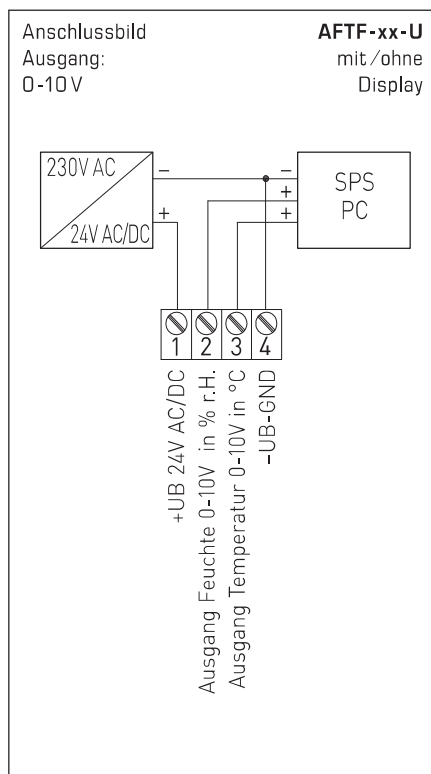 Anschlussbild
Ausgang:
0-10 V
AFTF-xx-U
mit / ohne
Display
230V AC
24V AC/DC
–
+
–
+
+
SPS
PC
1
2
3
4
+UB 24V AC/DC
Ausgang Feuchte 0-10V in % r.H.
Ausgang Temperatur 0-10V in °C
–UB-GND